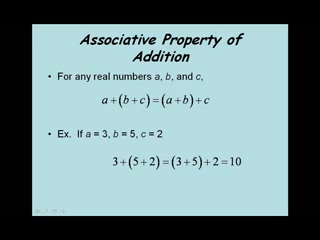 Associative Property of
Addition
• For any real numbers a, b, and c,
a+(b+c)=(a+b)+c
• Ex. If a = 3, b = 5, c = 2
3+(5+2)=(3+5)+2=10